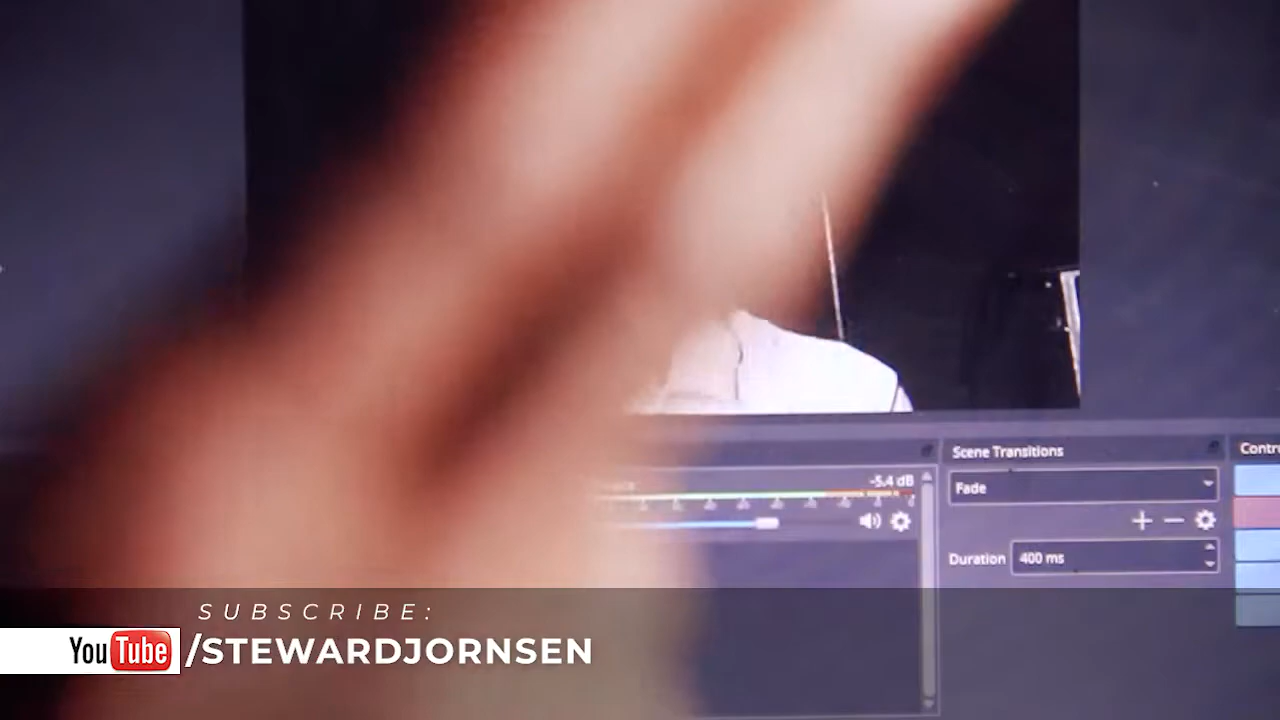 -5.4 dB
Scene Transitions
Fade
Duration 400 ms
SUBSCRIBE:
YouTube /STEWARDJORNSEN